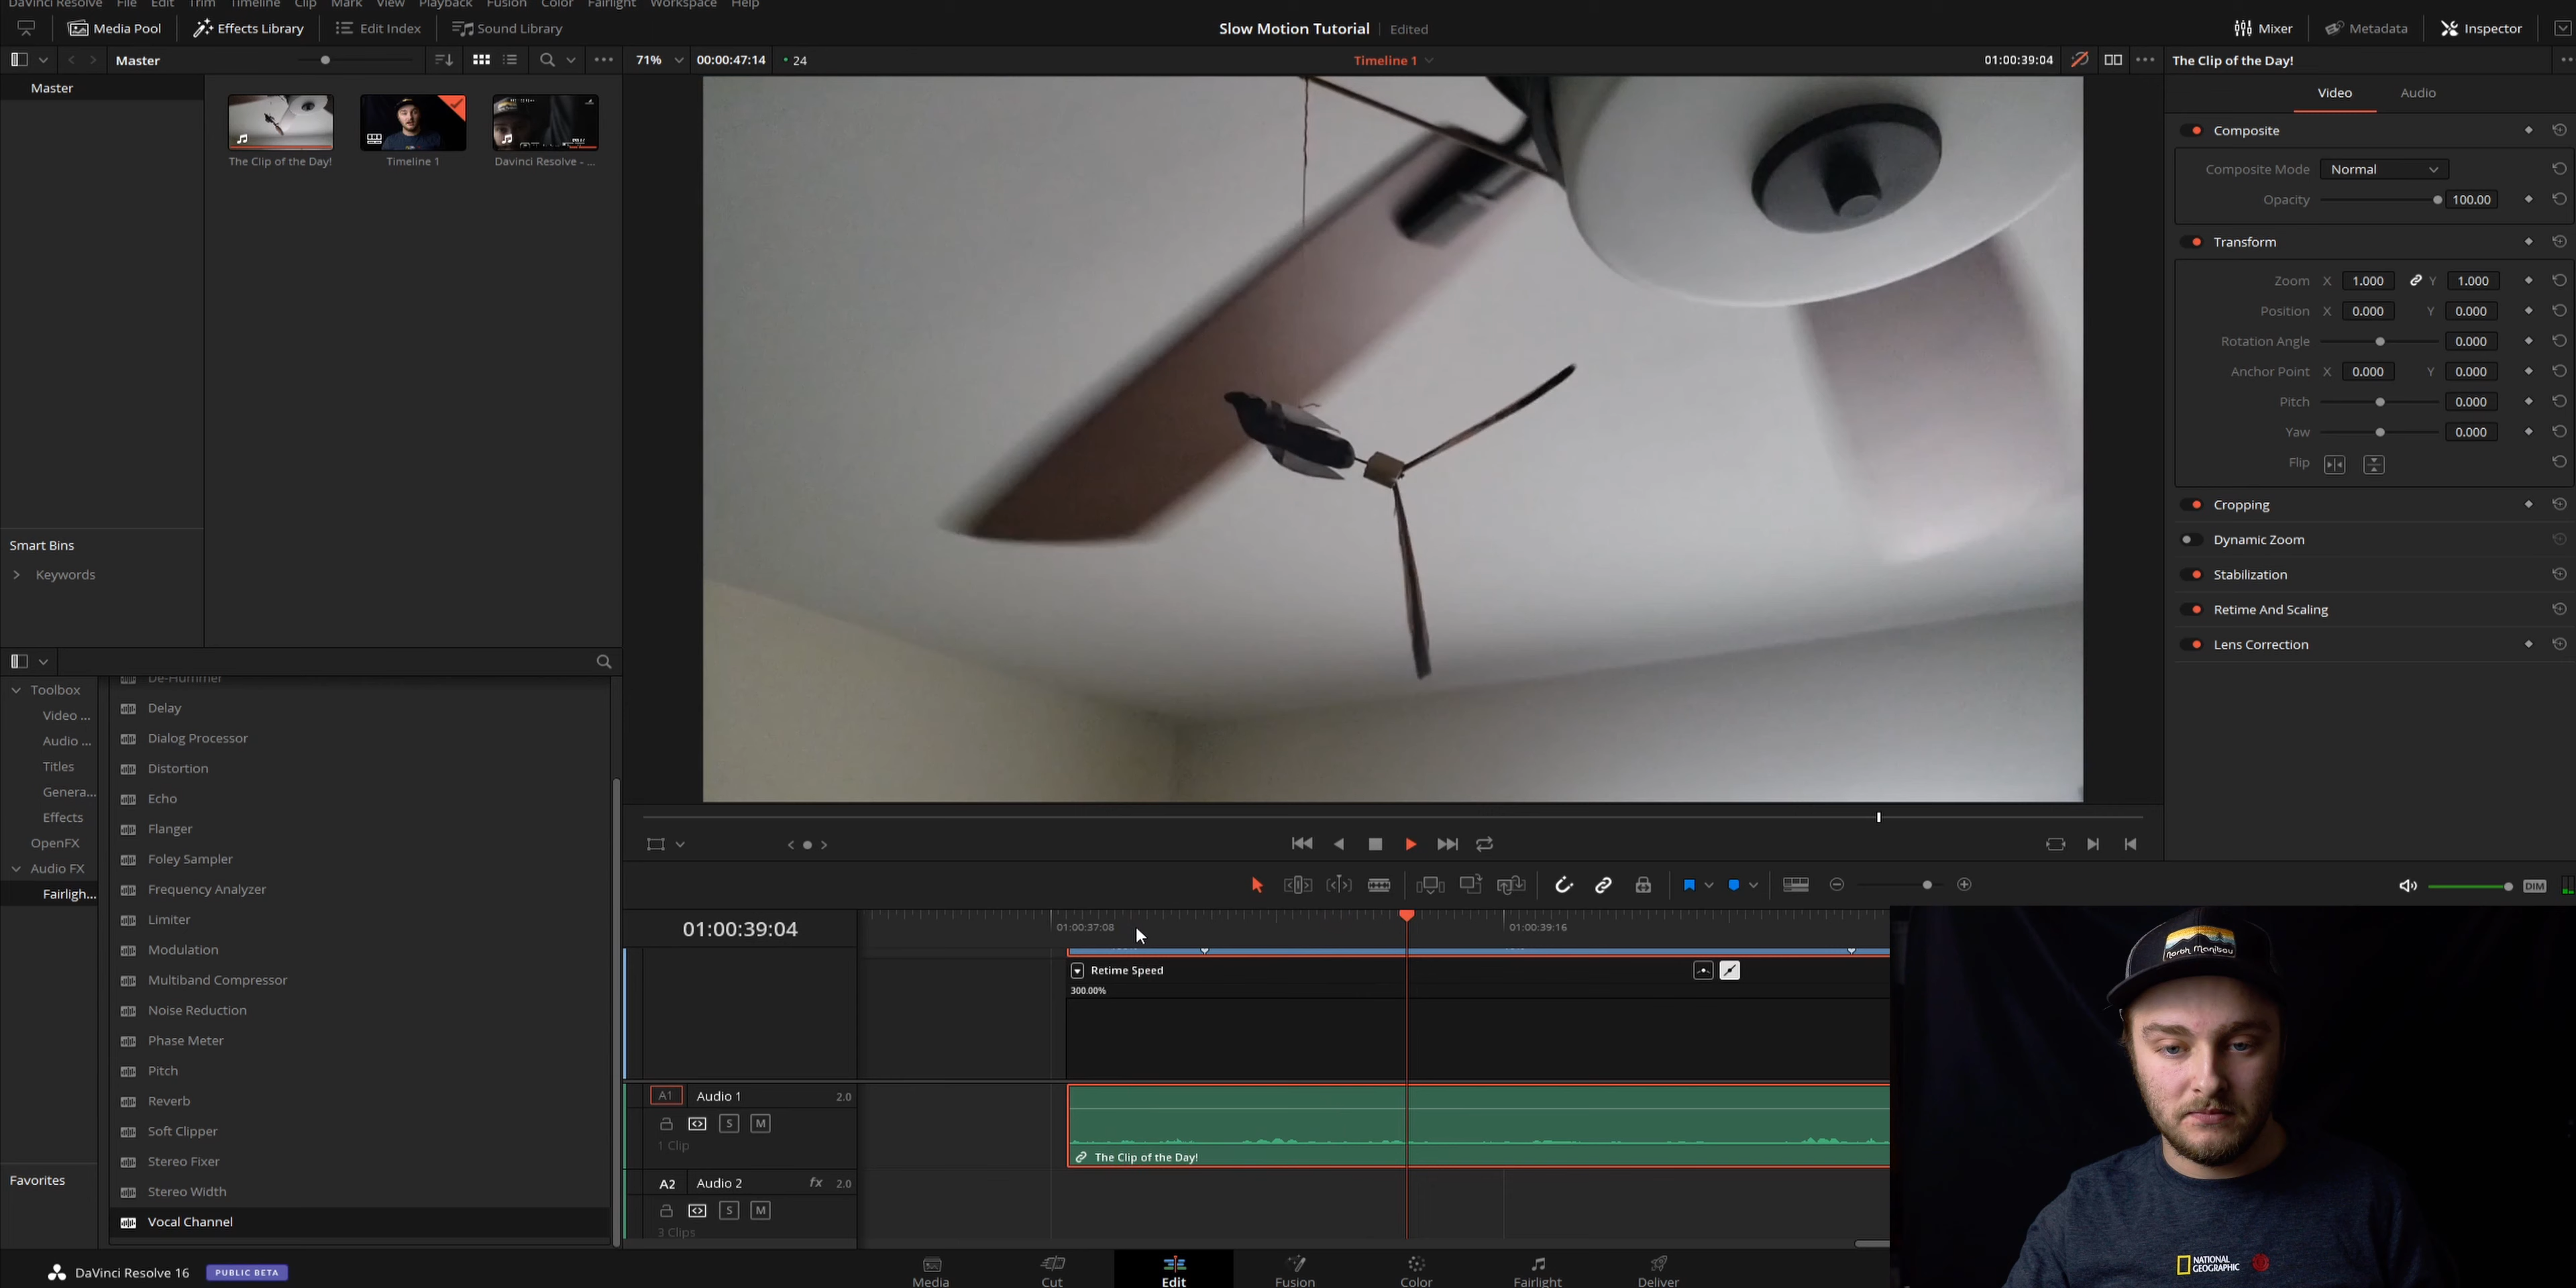 DaVinci Resolve File Edit Trim Timeline Clip Mark View Playback Fusion Color Fairlight Workspace Help
Media Pool Effects Library Edit Index Sound Library Slow Motion Tutorial Edited Mixer Metadata Inspector
Master 71% 00:00:47:14 24 Timeline 1 01:00:39:04 The Clip of the Day!
Master
The Clip of the Day! Timeline 1 Davinci Resolve - ...
Video Audio
Composite
Composite Mode Normal
Opacity 100.00
Transform
Zoom X 1.000 Y 1.000
Position X 0.000 Y 0.000
Rotation Angle 0.000
Anchor Point X 0.000 Y 0.000
Pitch 0.000
Yaw 0.000
Flip
Cropping
Dynamic Zoom
Stabilization
Retime And Scaling
Lens Correction
Smart Bins
Keywords
Toolbox
Video ...
Audio ...
Titles
Genera...
Effects
OpenFX
Audio FX
Fairligh...
Favorites
De-Hummer
Delay
Dialog Processor
Distortion
Echo
Flanger
Foley Sampler
Frequency Analyzer
Limiter
Modulation
Multiband Compressor
Noise Reduction
Phase Meter
Pitch
Reverb
Soft Clipper
Stereo Fixer
Stereo Width
Vocal Channel
DIM
01:00:39:04 01:00:37:08 01:00:39:16
Retime Speed
300.00%
A1 Audio 1 2.0
S M
1 Clip
The Clip of the Day!
A2 Audio 2 fx 2.0
S M
3 Clips
North Manitou
NATIONAL
GEOGRAPHIC
DaVinci Resolve 16 PUBLIC BETA
Media Cut Edit Fusion Color Fairlight Deliver